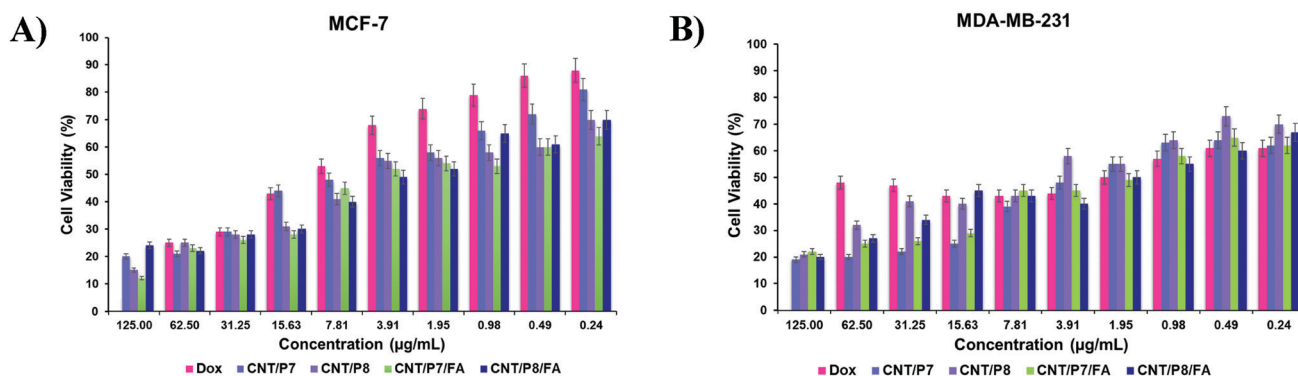 A)
MCF-7
Cell Viability (%)
100
90
80
70
60
50
40
30
20
10
0
125.00 62.50 31.25 15.63 7.81 3.91 1.95 0.98 0.49 0.24
Concentration (µg/mL)
Dox CNT/P7 CNT/P8 CNT/P7/FA CNT/P8/FA
B)
MDA-MB-231
Cell Viability (%)
100
90
80
70
60
50
40
30
20
10
0
125.00 62.50 31.25 15.63 7.81 3.91 1.95 0.98 0.49 0.24
Concentration (µg/mL)
Dox CNT/P7 CNT/P8 CNT/P7/FA CNT/P8/FA